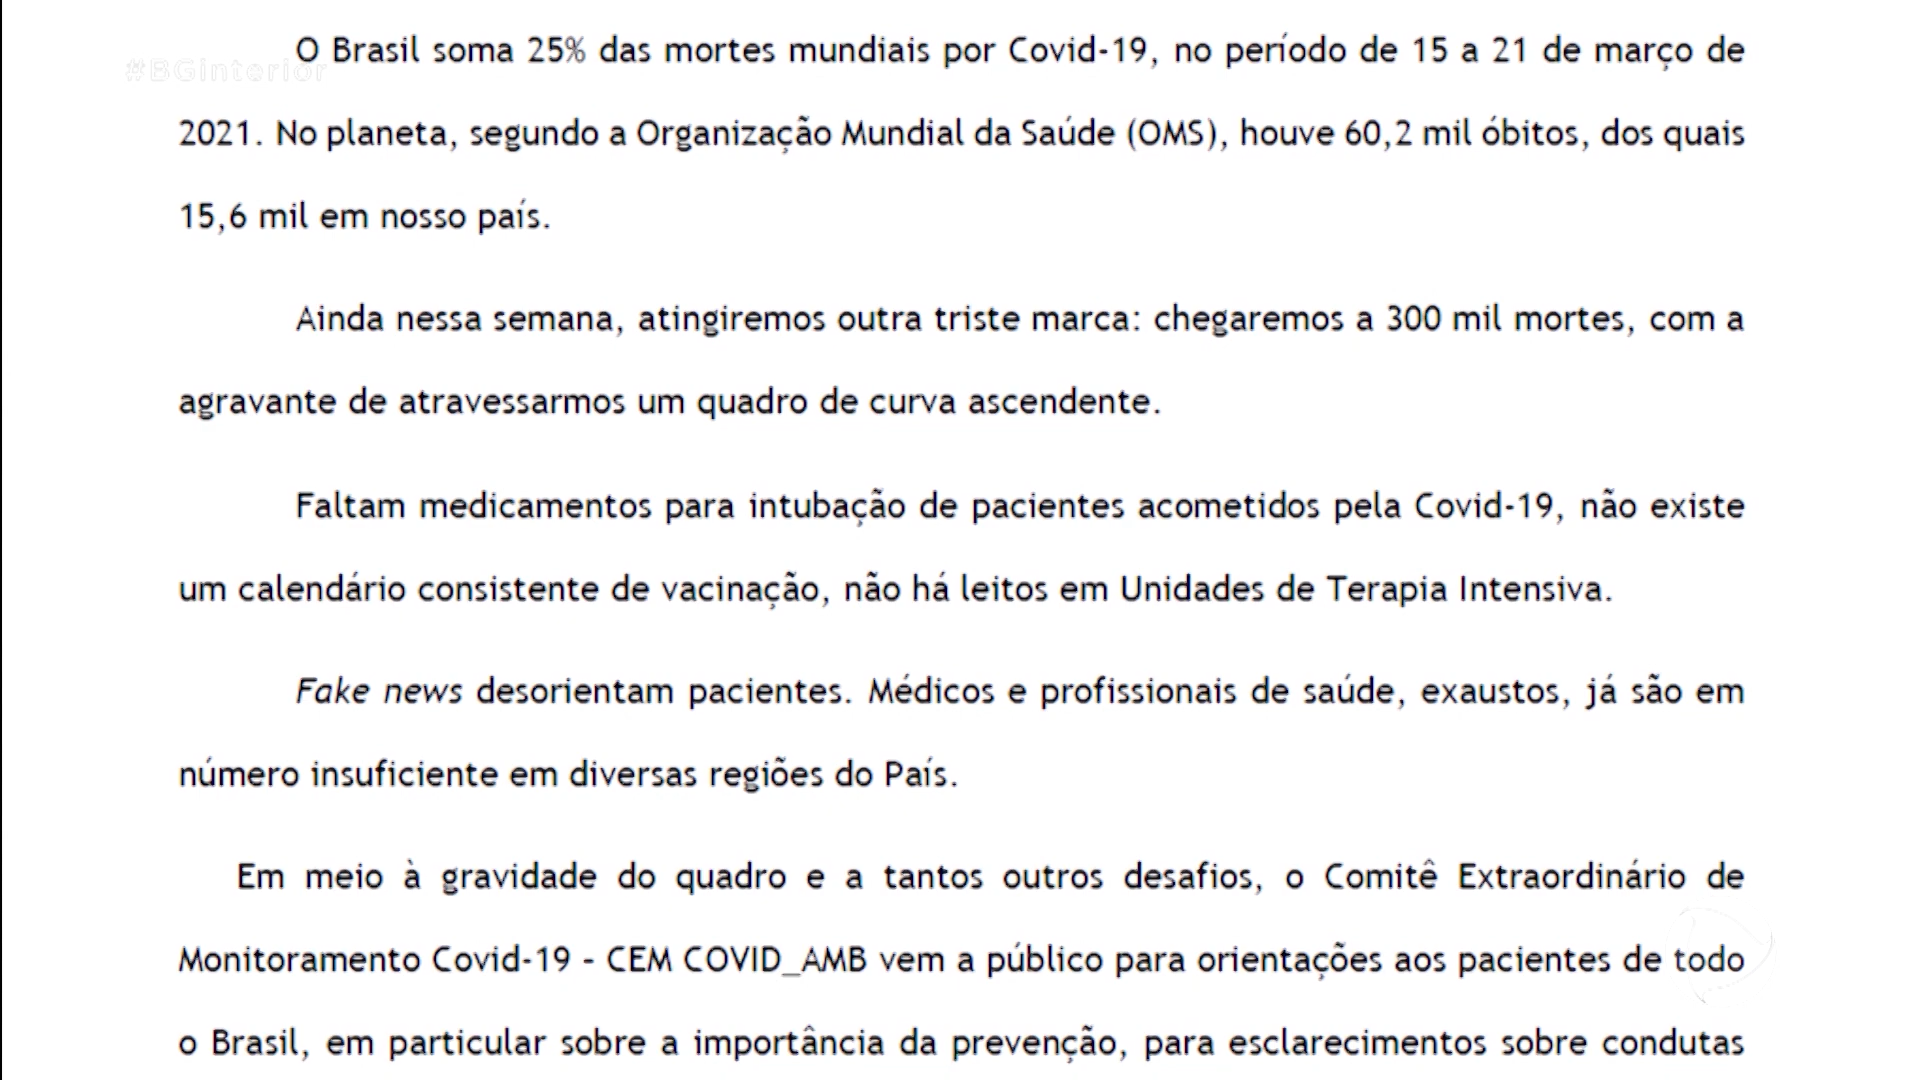 #BGinterior
O Brasil soma 25% das mortes mundiais por Covid-19, no período de 15 a 21 de março de
2021. No planeta, segundo a Organização Mundial da Saúde (OMS), houve 60,2 mil óbitos, dos quais
15,6 mil em nosso país.
Ainda nessa semana, atingiremos outra triste marca: chegaremos a 300 mil mortes, com a
agravante de atravessarmos um quadro de curva ascendente.
Faltam medicamentos para intubação de pacientes acometidos pela Covid-19, não existe
um calendário consistente de vacinação, não há leitos em Unidades de Terapia Intensiva.
Fake news desorientam pacientes. Médicos e profissionais de saúde, exaustos, já são em
número insuficiente em diversas regiões do País.
Em meio à gravidade do quadro e a tantos outros desafios, o Comitê Extraordinário de
Monitoramento Covid-19 - CEM COVID_AMB vem a público para orientações aos pacientes de todo
o Brasil, em particular sobre a importância da prevenção, para esclarecimentos sobre condutas